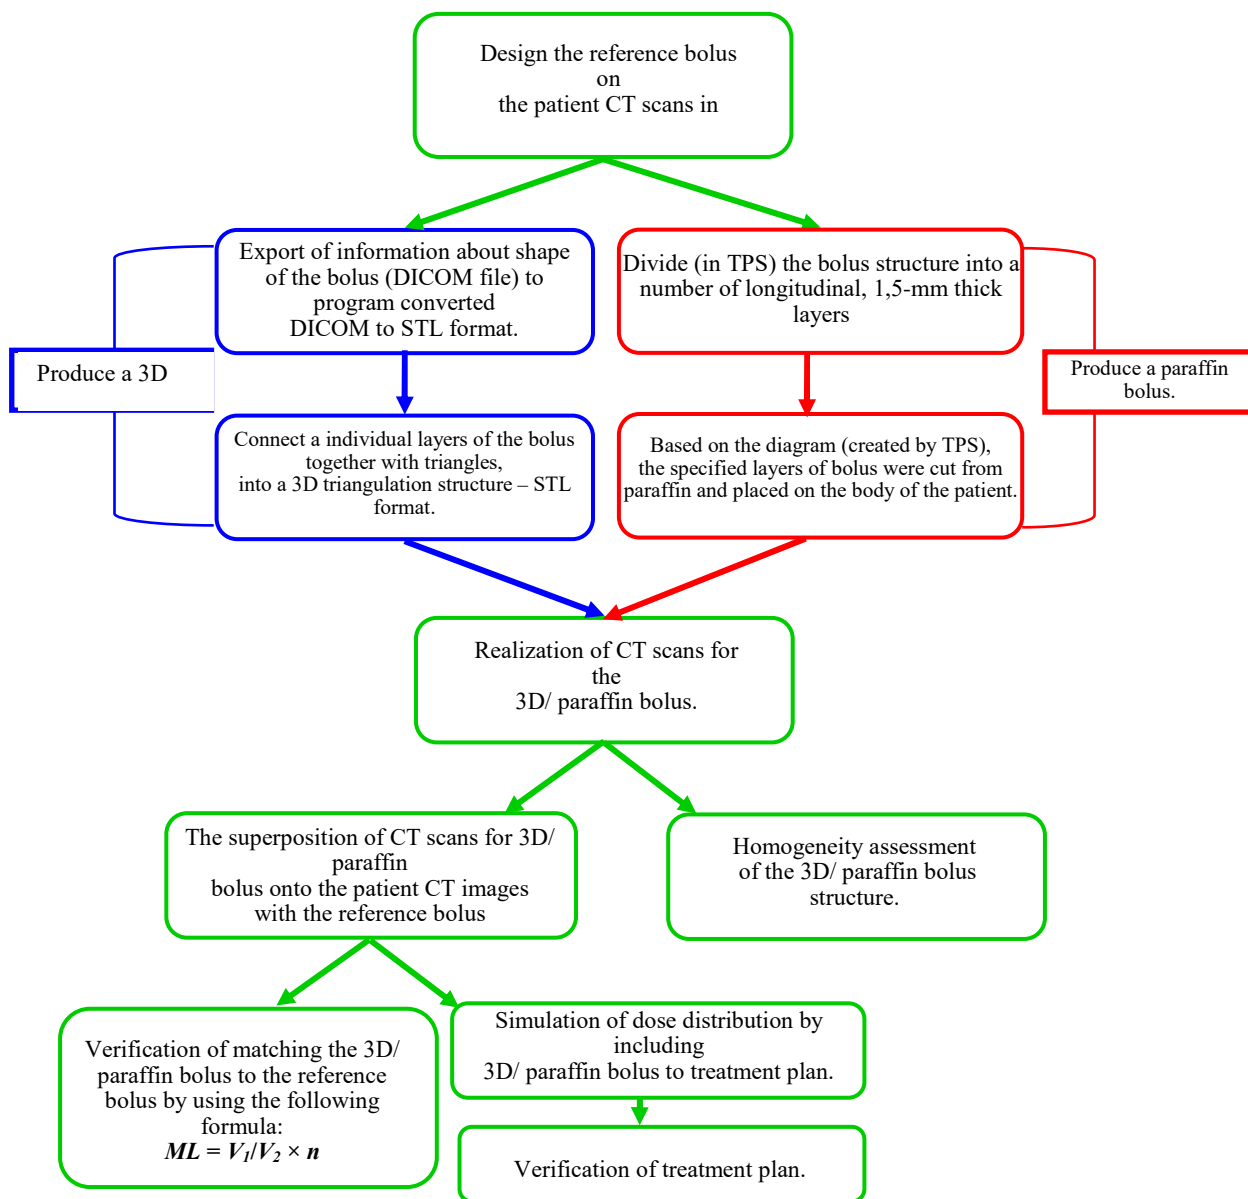 Design the reference bolus
on
the patient CT scans in
Export of information about shape
of the bolus (DICOM file) to
program converted
DICOM to STL format.
Divide (in TPS) the bolus structure into a
number of longitudinal, 1,5-mm thick
layers
Produce a 3D
Produce a paraffin
bolus.
Connect a individual layers of the bolus
together with triangles,
into a 3D triangulation structure – STL
format.
Based on the diagram (created by TPS),
the specified layers of bolus were cut from
paraffin and placed on the body of the patient.
Realization of CT scans for
the
3D/ paraffin bolus.
The superposition of CT scans for 3D/
paraffin
bolus onto the patient CT images
with the reference bolus
Homogeneity assessment
of the 3D/ paraffin bolus
structure.
Verification of matching the 3D/
paraffin bolus to the reference
bolus by using the following
formula:
ML = V1/V2 × n
Simulation of dose distribution by
including
3D/ paraffin bolus to treatment plan.
Verification of treatment plan.